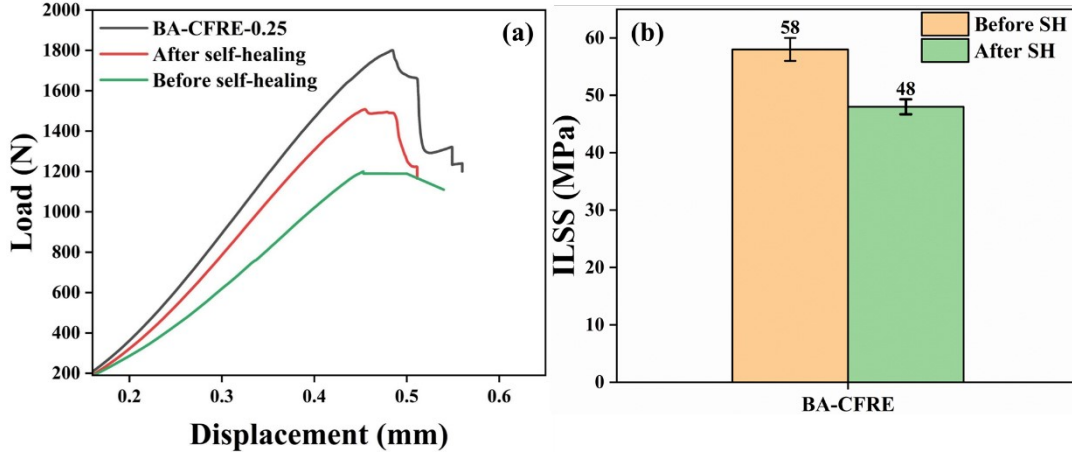 BA-CFRE-0.25
After self-healing
Before self-healing
(a)
2000
1800
1600
1400
1200
1000
800
600
400
200
0.2 0.3 0.4 0.5 0.6
Load (N)
Displacement (mm)
(b)
Before SH
After SH
58
48
60
50
40
30
20
10
0
ILSS (MPa)
BA-CFRE